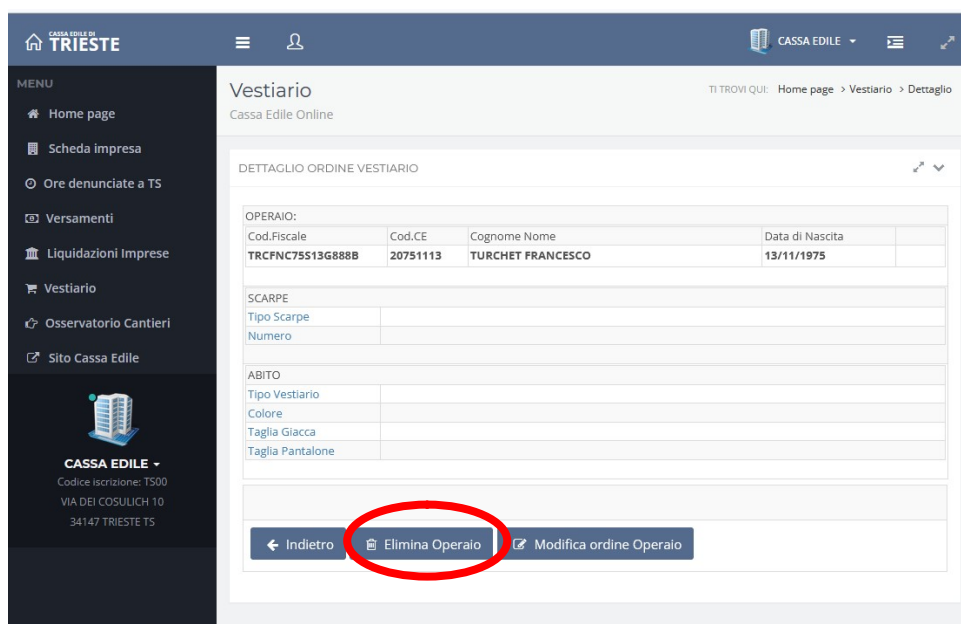 CASSA EDILE DI
TRIESTE
CASSA EDILE
MENU
Home page
Scheda impresa
Ore denunciate a TS
Versamenti
Liquidazioni Imprese
Vestiario
Osservatorio Cantieri
Sito Cassa Edile
CASSA EDILE
Codice iscrizione: TS00
VIA DEI COSULICH 10
34147 TRIESTE TS
Vestiario
Cassa Edile Online
TI TROVI QUI: Home page > Vestiario > Dettaglio
DETTAGLIO ORDINE VESTIARIO
OPERAIO:
Cod.Fiscale Cod.CE Cognome Nome Data di Nascita
TRCFNC75S13G888B 20751113 TURCHET FRANCESCO 13/11/1975
SCARPE
Tipo Scarpe
Numero
ABITO
Tipo Vestiario
Colore
Taglia Giacca
Taglia Pantalone
Indietro Elimina Operaio Modifica ordine Operaio